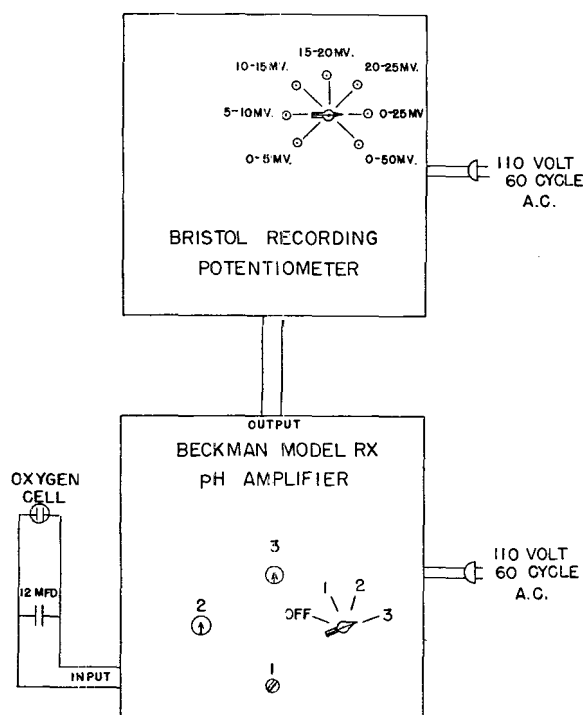 15-20MV.
10-15MV.
20-25MV.
5-10MV.
0-25MV
0-5MV.
0-50MV.
110 VOLT
60 CYCLE
A.C.
BRISTOL RECORDING
POTENTIOMETER
OUTPUT
BECKMAN MODEL RX
pH AMPLIFIER
OXYGEN
CELL
12 MFD
INPUT
3
2
1
OFF
1
2
3
110 VOLT
60 CYCLE
A.C.